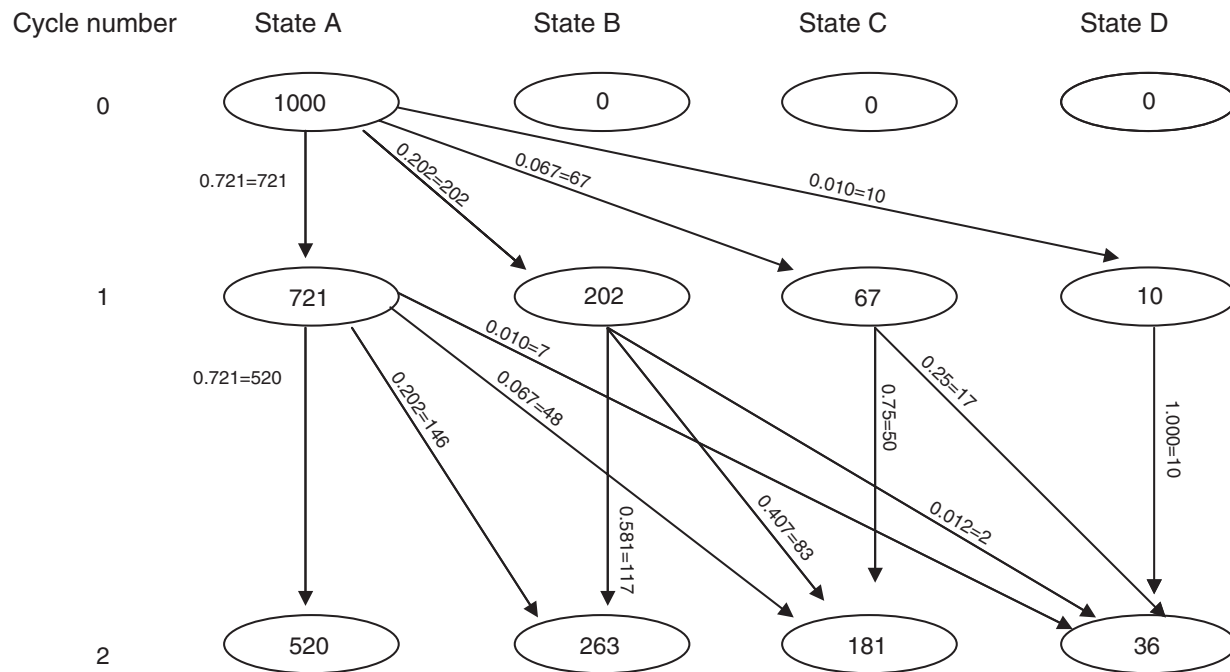 Cycle number State A State B State C State D
0 1000 0 0 0
0.721=721 0.202=202 0.067=67 0.010=10
1 721 202 67 10
0.721=520 0.202=146 0.067=48 0.010=7 0.581=117 0.407=83 0.012=2 0.75=50 0.25=17 1.000=10
2 520 263 181 36